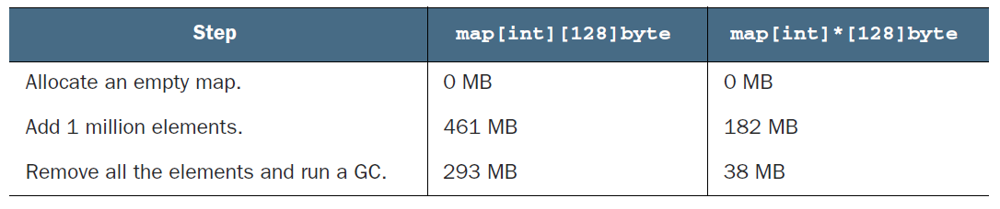 Step map[int][128]byte map[int]*[128]byte
Allocate an empty map. 0 MB 0 MB
Add 1 million elements. 461 MB 182 MB
Remove all the elements and run a GC. 293 MB 38 MB